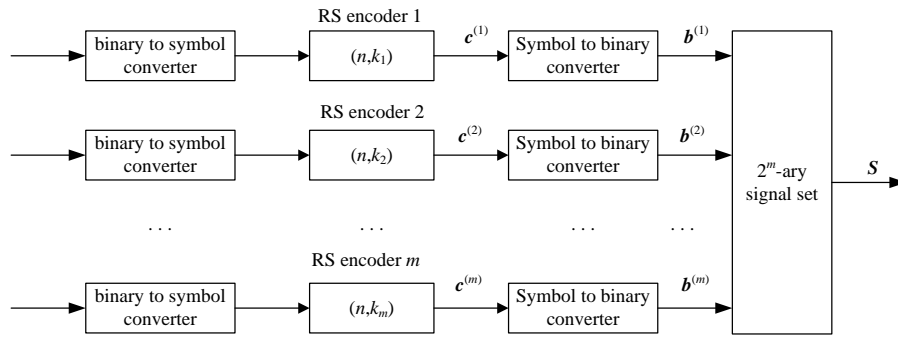 RS encoder 1
binary to symbol
converter
(n,k₁)
c⁽¹⁾
Symbol to binary
converter
b⁽¹⁾
RS encoder 2
binary to symbol
converter
(n,k₂)
c⁽²⁾
Symbol to binary
converter
b⁽²⁾
2ᵐ-ary
signal set
S
. . .
. . .
. . .
. . .
RS encoder m
binary to symbol
converter
(n,kₘ)
c⁽ᵐ⁾
Symbol to binary
converter
b⁽ᵐ⁾